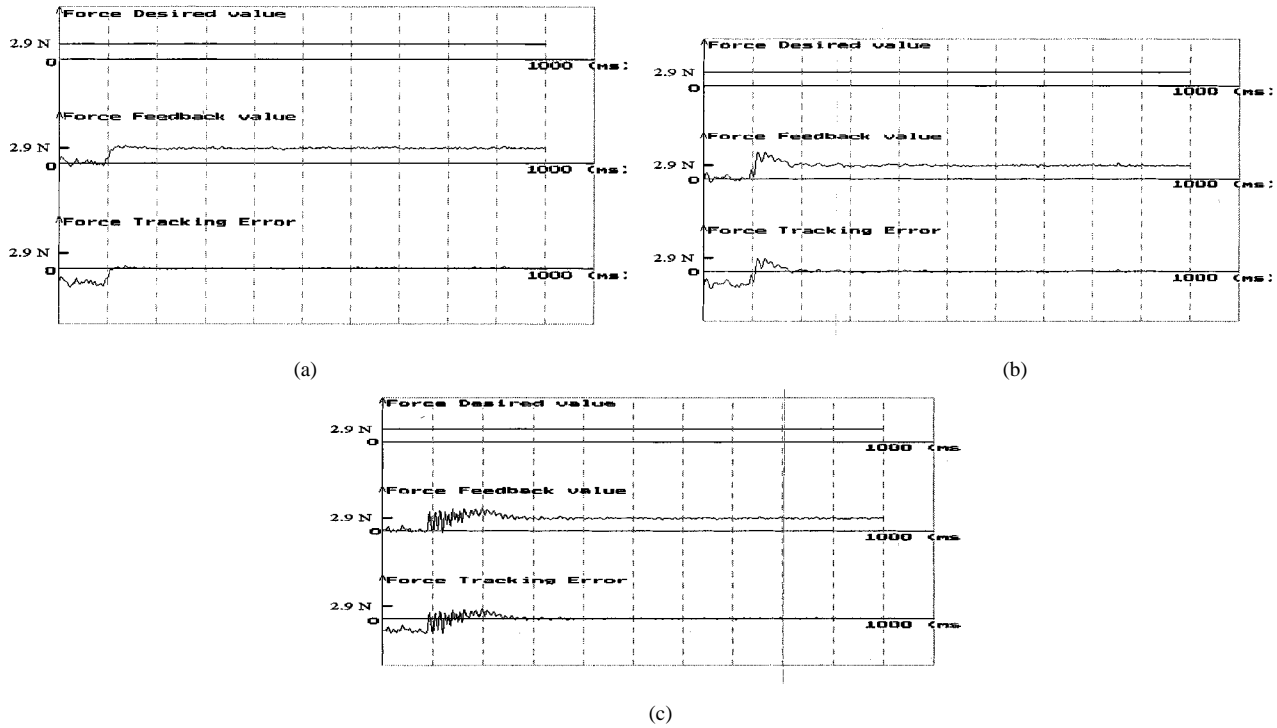 Force Desired value
2.9 N
0
1000 (ms)
Force Feedback value
2.9 N
0
1000 (ms)
Force Tracking Error
2.9 N
0
1000 (ms)
(a)
Force Desired value
2.9 N
0
1000 (ms)
Force Feedback value
2.9 N
0
1000 (ms)
Force Tracking Error
2.9 N
0
1000 (ms)
(b)
Force Desired value
2.9 N
0
1000 (ms
Force Feedback value
2.9 N
0
1000 (ms
Force Tracking Error
2.9 N
0
1000 (ms
(c)